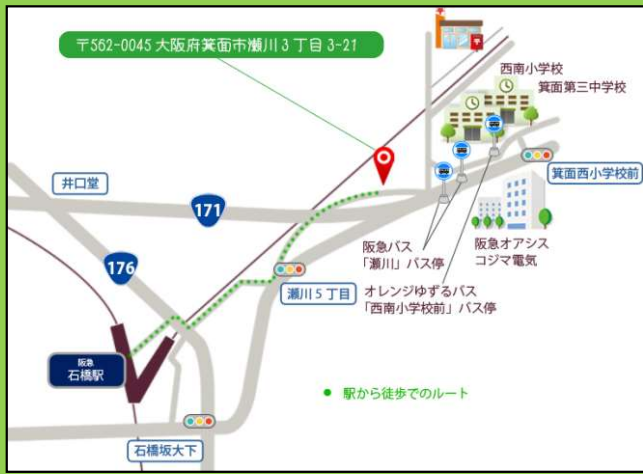 〒562-0045 大阪府箕面市瀬川3丁目3-21
西南小学校
箕面第三中学校
箕面西小学校前
井口堂
171
阪急バス
「瀬川」バス停
阪急オアシス
コジマ電気
176
瀬川5丁目
オレンジゆずるバス
「西南小学校前」バス停
阪急
石橋駅
● 駅から徒歩でのルート
石橋坂大下